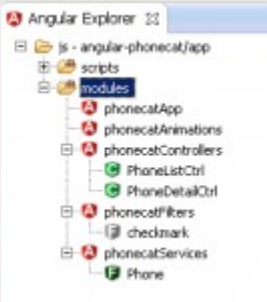 Angular Explorer
js - angular-phonecat/app
scripts
modules
phonecatApp
phonecatAnimations
phonecatControllers
PhoneListCtrl
PhoneDetailCtrl
phonecatFilters
checkmark
phonecatServices
Phone